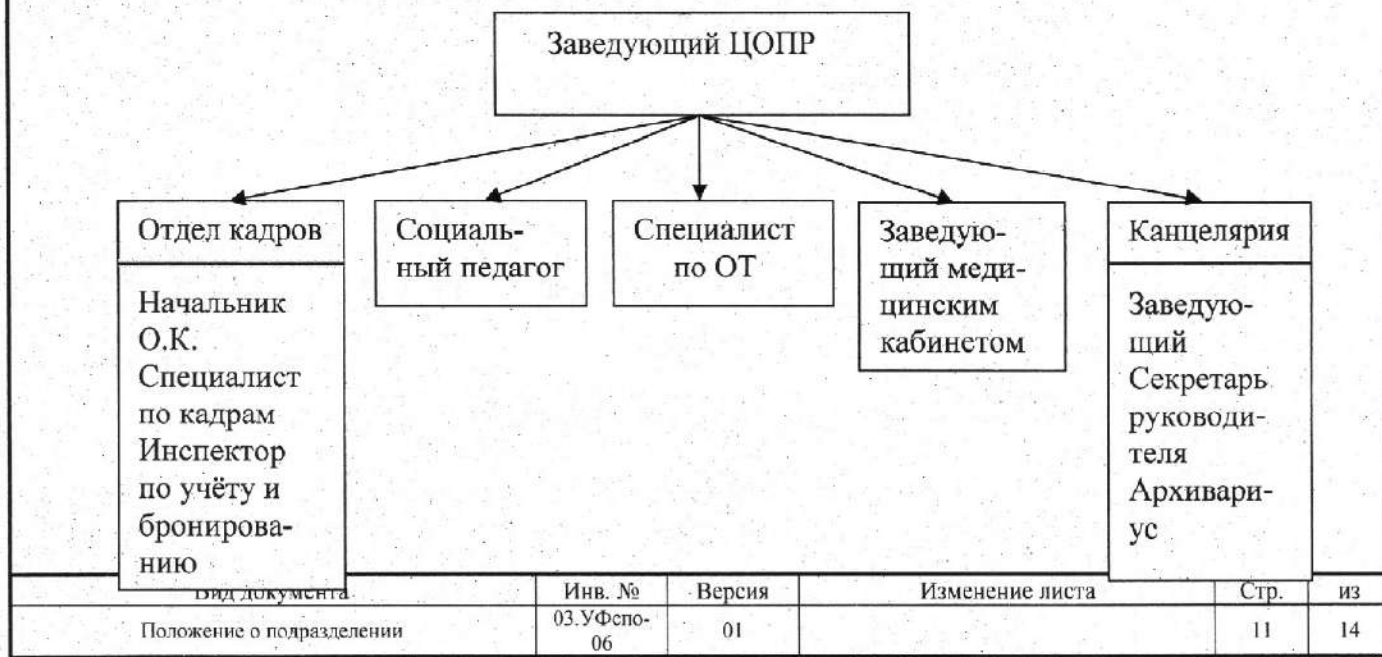 Заведующий ЦОПР
Отдел кадров
Начальник
О.К.
Специалист
по кадрам
Инспектор
по учёту и
бронирова-
нию
Социаль-
ный педагог
Специалист
по ОТ
Заведую-
щий меди-
цинским
кабинетом
Канцелярия
Заведую-
щий
Секретарь
руководи-
теля
Архивари-
ус
Вид документа
Инв. №
Версия
Изменение листа
Стр.
из
Положение о подразделении
03.УФспо-
06
01
11
14